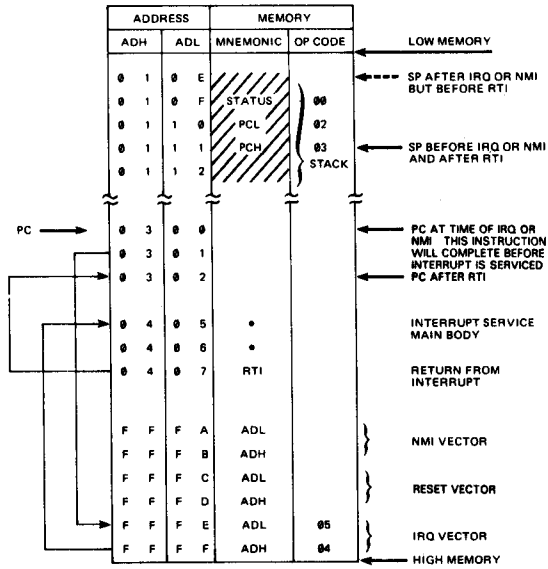 ADDRESS MEMORY
ADH ADL MNEMONIC OP CODE LOW MEMORY
0 1 0 E SP AFTER IRQ OR NMI
BUT BEFORE RTI
0 1 0 F STATUS 00
0 1 1 0 PCL 02
0 1 1 1 PCH 03 SP BEFORE IRQ OR NMI
AND AFTER RTI
0 1 1 2 STACK
PC 0 3 0 0 PC AT TIME OF IRQ OR
NMI THIS INSTRUCTION
0 3 0 1 WILL COMPLETE BEFORE
INTERRUPT IS SERVICED
0 3 0 2 PC AFTER RTI
0 4 0 5 • INTERRUPT SERVICE
MAIN BODY
0 4 0 6 •
0 4 0 7 RTI RETURN FROM
INTERRUPT
F F F A ADL
NMI VECTOR
F F F B ADH
F F F C ADL
RESET VECTOR
F F F D ADH
F F F E ADL 05
IRQ VECTOR
F F F F ADH 04
HIGH MEMORY